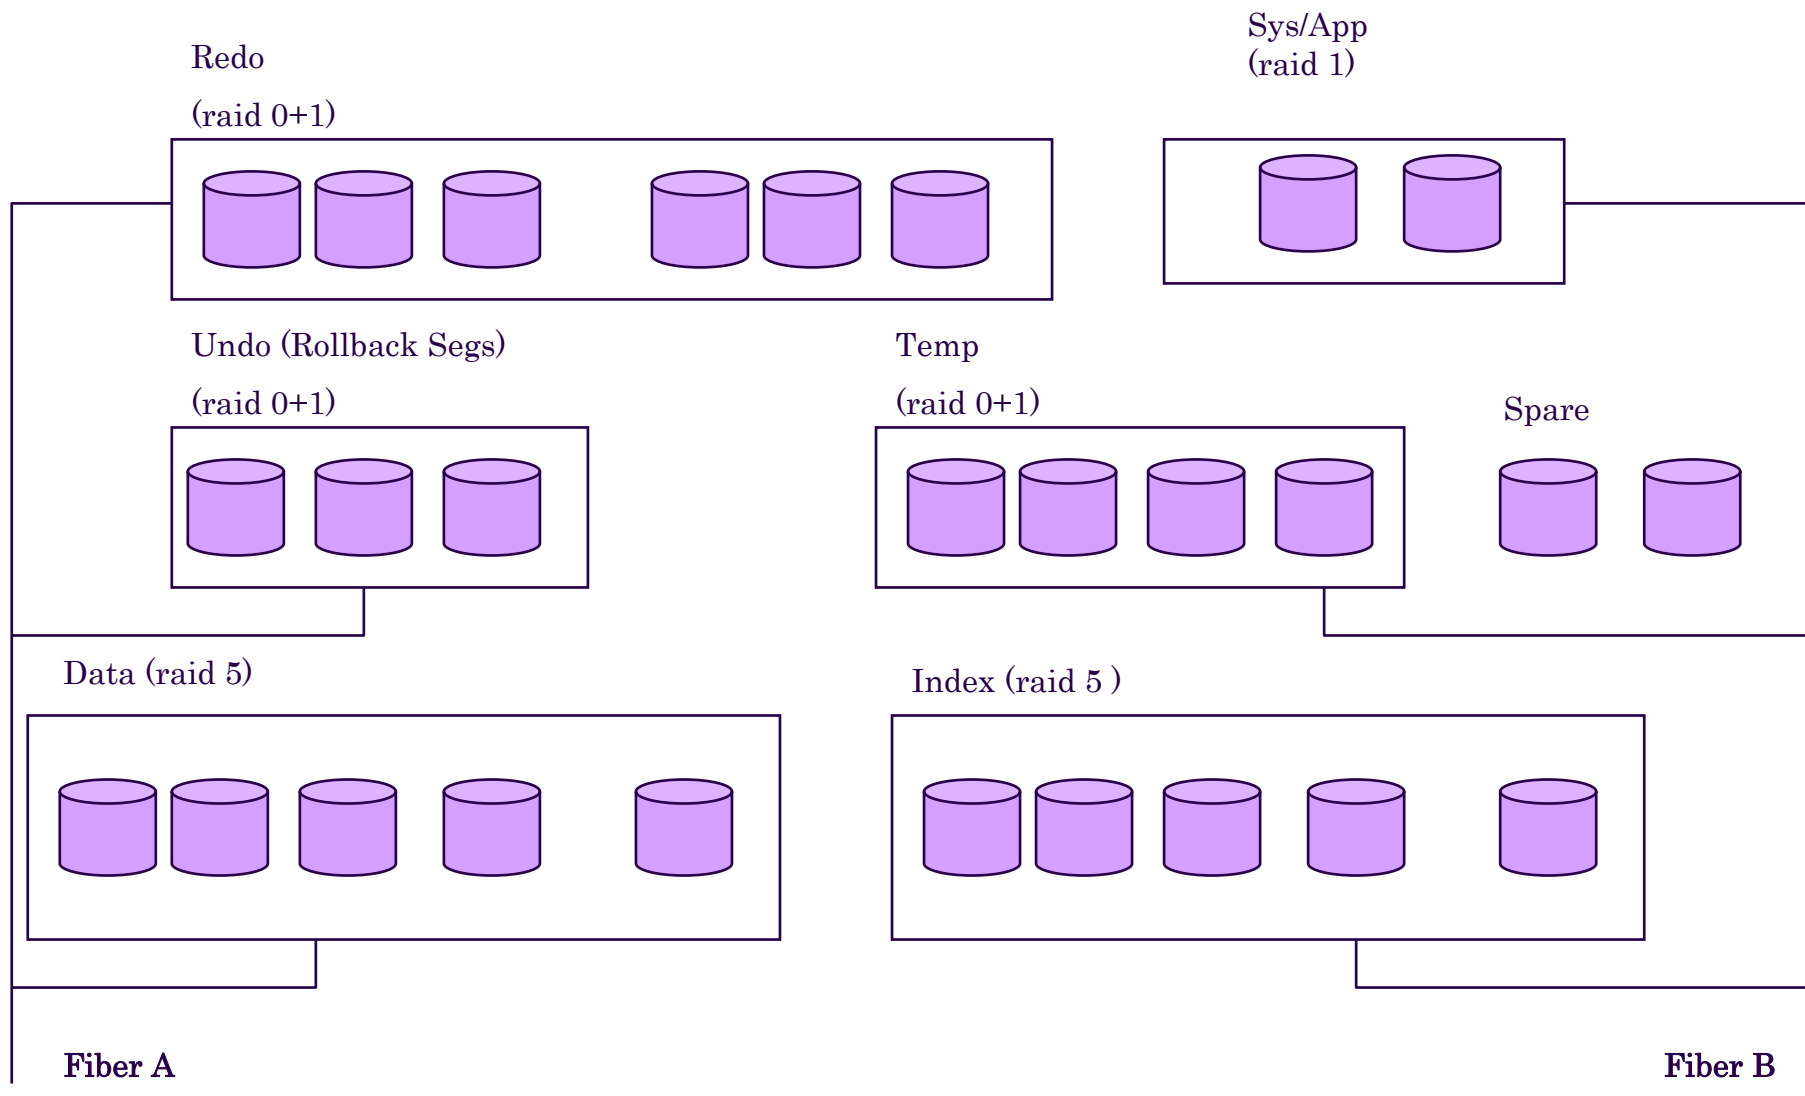 Redo
(raid 0+1)
Sys/App
(raid 1)
Undo (Rollback Segs)
(raid 0+1)
Temp
(raid 0+1)
Spare
Data (raid 5)
Index (raid 5 )
Fiber A
Fiber B